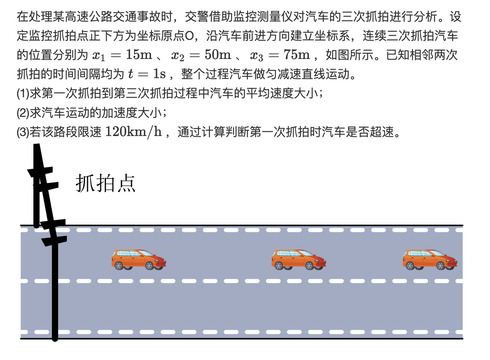 在处理某高速公路交通事故时，交警借助监控测量仪对汽车的三次抓拍进行分析。设
定监控抓拍点正下方为坐标原点O，沿汽车前进方向建立坐标系，连续三次抓拍汽车
的位置分别为 x₁ = 15m 、 x₂ = 50m 、 x₃ = 75m ，如图所示。已知相邻两次
抓拍的时间间隔均为 t = 1s ，整个过程汽车做匀减速直线运动。
(1)求第一次抓拍到第三次抓拍过程中汽车的平均速度大小；
(2)求汽车运动的加速度大小；
(3)若该路段限速 120km/h ，通过计算判断第一次抓拍时汽车是否超速。
抓拍点